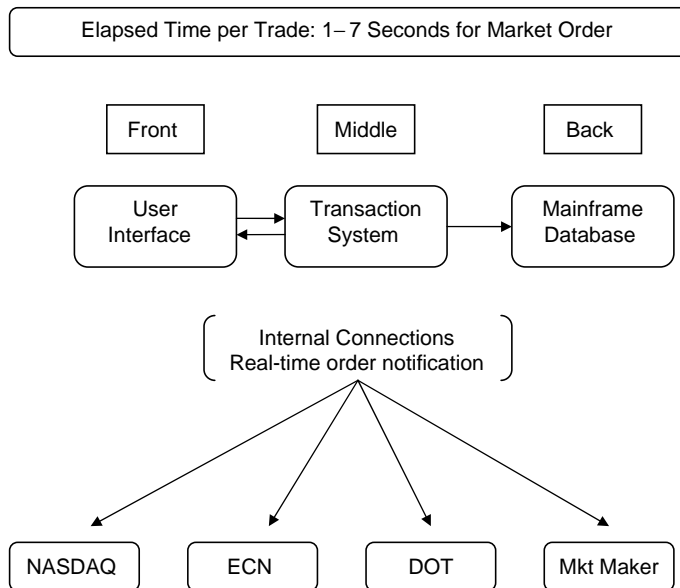 Elapsed Time per Trade: 1–7 Seconds for Market Order
Front
Middle
Back
User
Interface
Transaction
System
Mainframe
Database
Internal Connections
Real-time order notification
NASDAQ
ECN
DOT
Mkt Maker